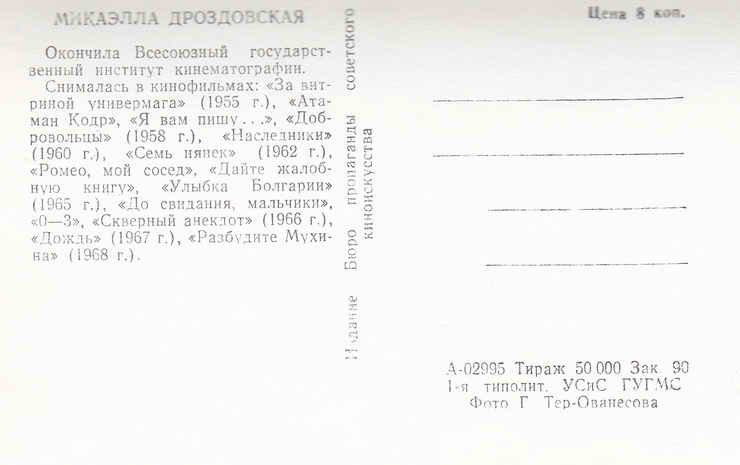 МИКАЭЛЛА ДРОЗДОВСКАЯ
Окончила Всесоюзный государст-
венный институт кинематографии.
Снималась в кинофильмах: «За вит-
риной универмага» (1955 г.), «Ата-
ман Кодр», «Я вам пишу...», «Доб-
ровольцы» (1958 г.), «Наследники»
(1960 г.), «Семь нянек» (1962 г.),
«Ромео, мой сосед», «Дайте жалоб-
ную книгу», «Улыбка Болгарии»
(1965 г.), «До свидания, мальчики»,
«0—3», «Скверный анекдот» (1966 г.),
«Дождь» (1967 г.), «Разбудите Мухи-
на» (1968 г.).
Издание Бюро пропаганды советского
киноискусства
Цена 8 коп.
А-02995 Тираж 50 000 Зак. 90
1-я типолит. УСиС ГУГМС
Фото Г Тер-Ованесова